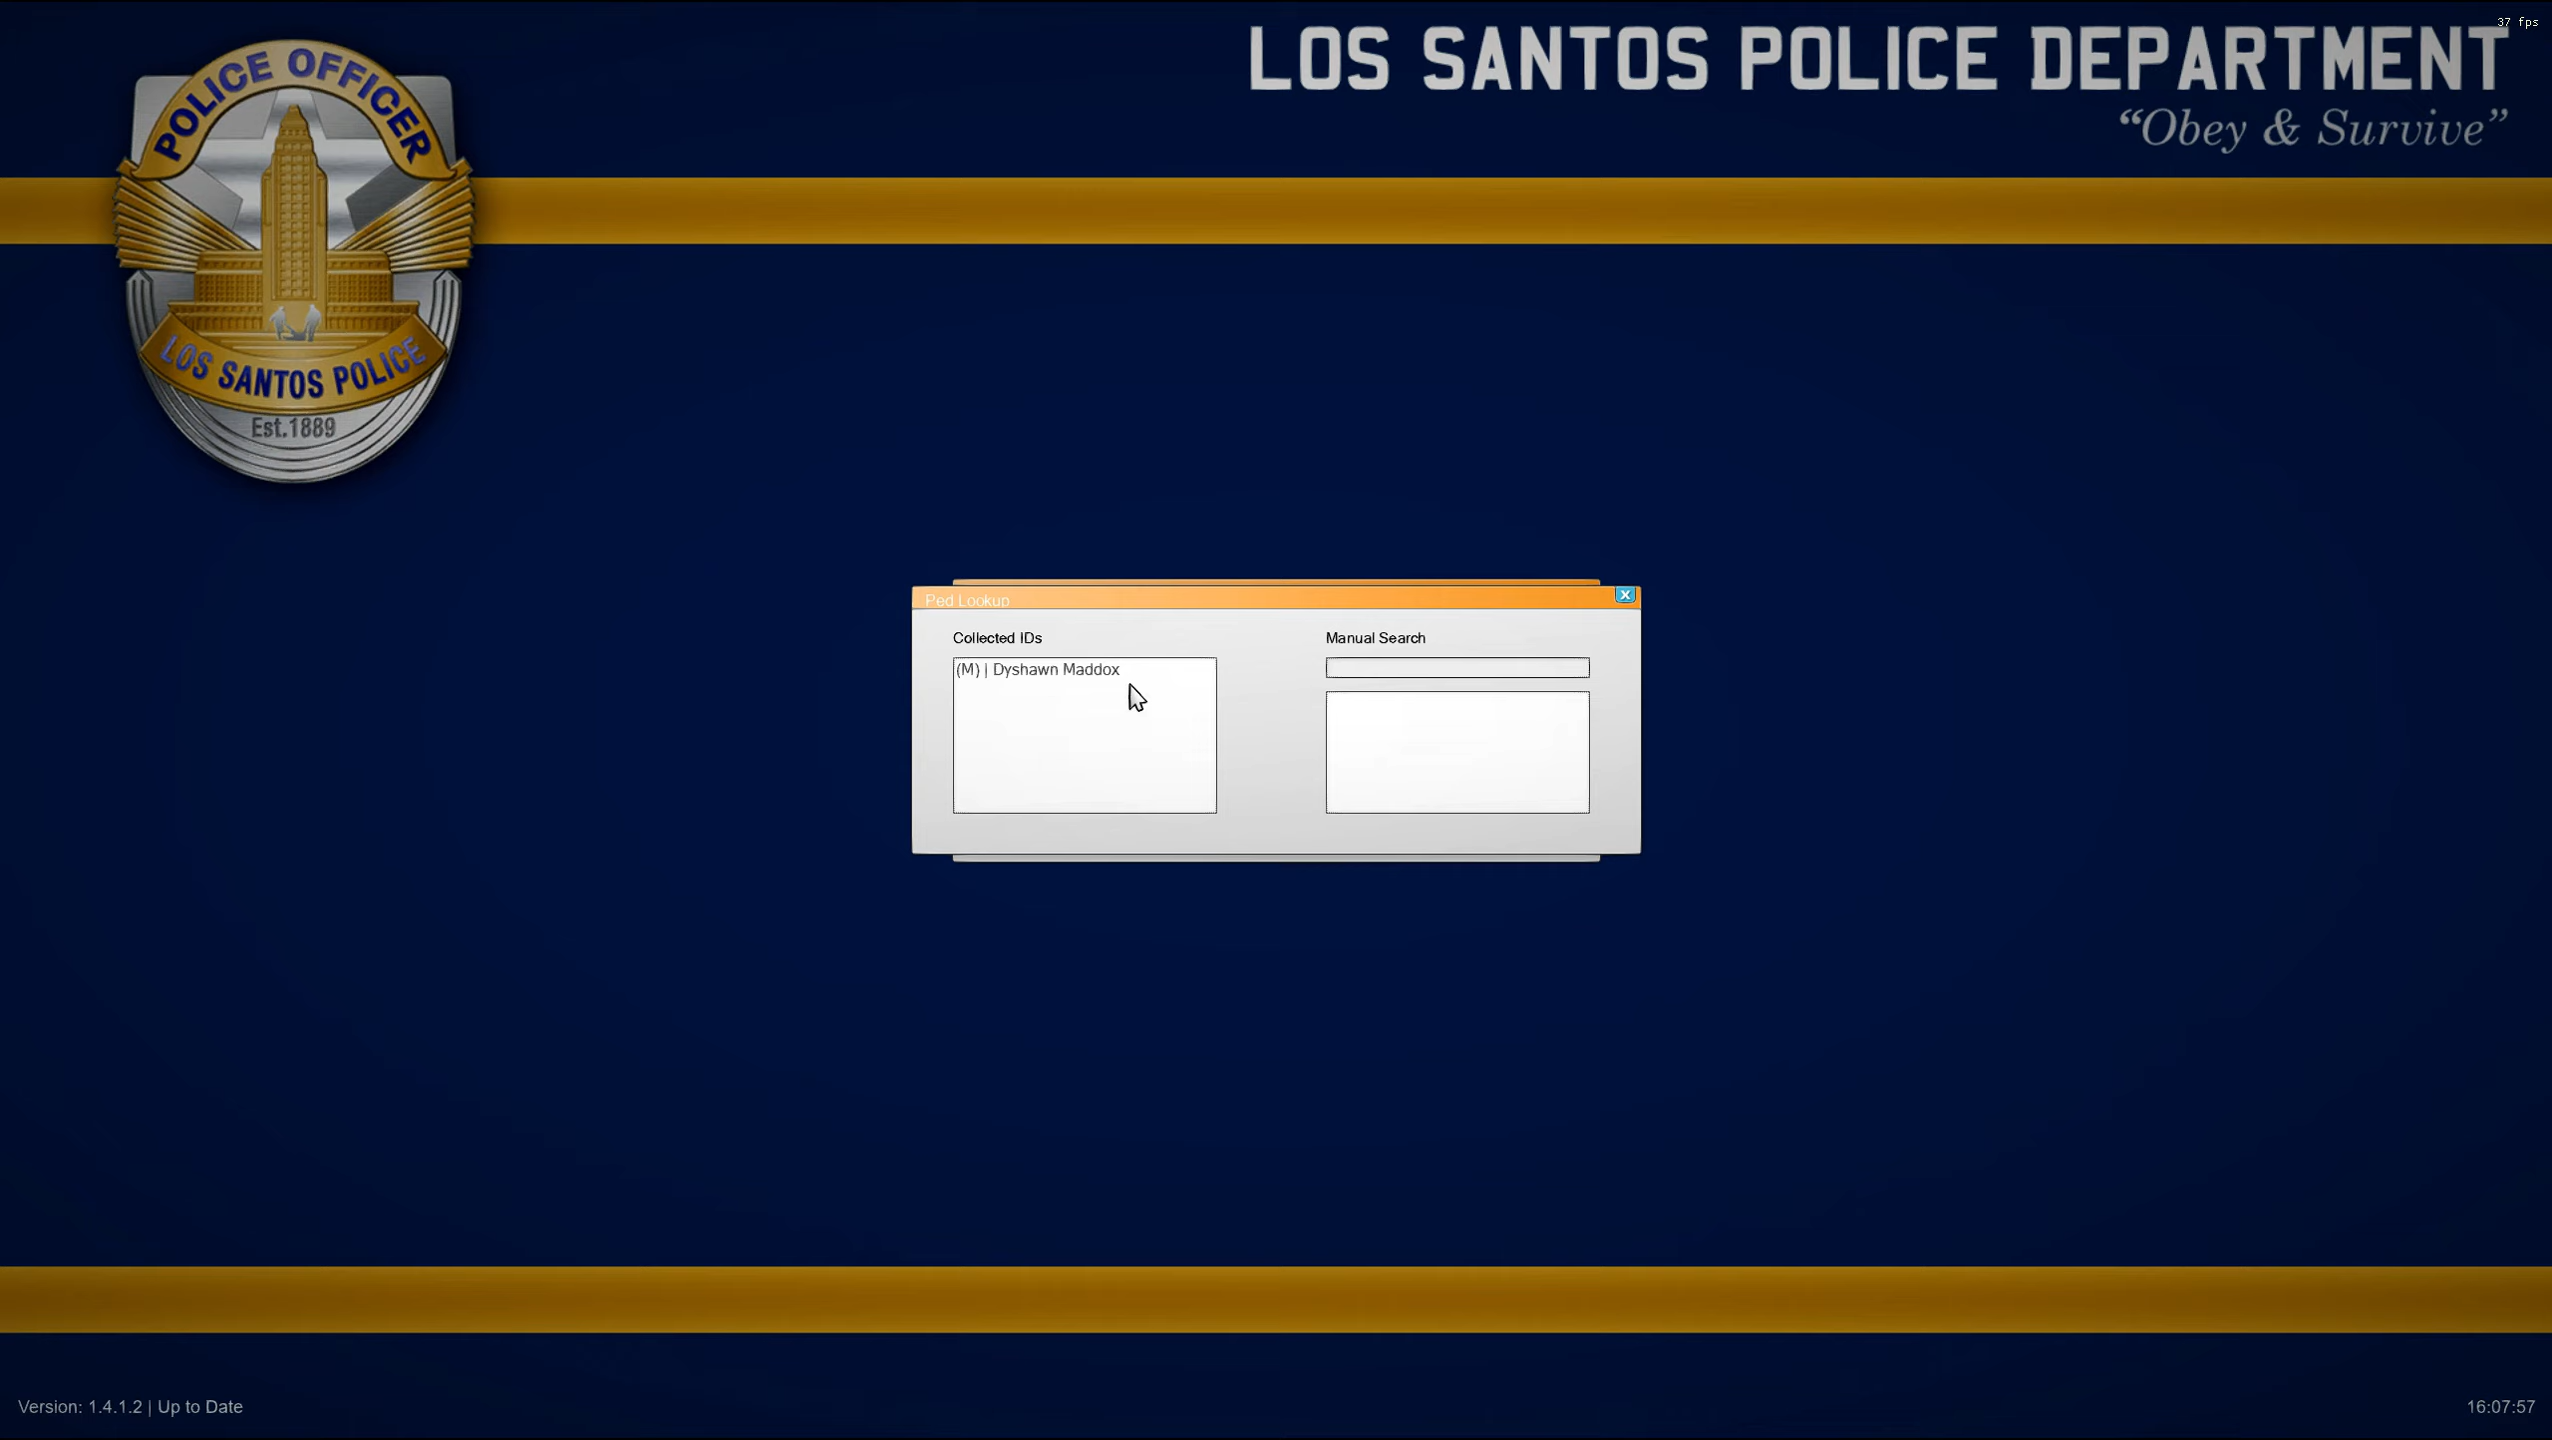 37 fps
LOS SANTOS POLICE DEPARTMENT
“Obey & Survive”
POLICE OFFICER
LOS SANTOS POLICE
Est.1889
Ped Lookup
X
Collected IDs
Manual Search
(M) | Dyshawn Maddox
Version: 1.4.1.2 | Up to Date
16:07:57